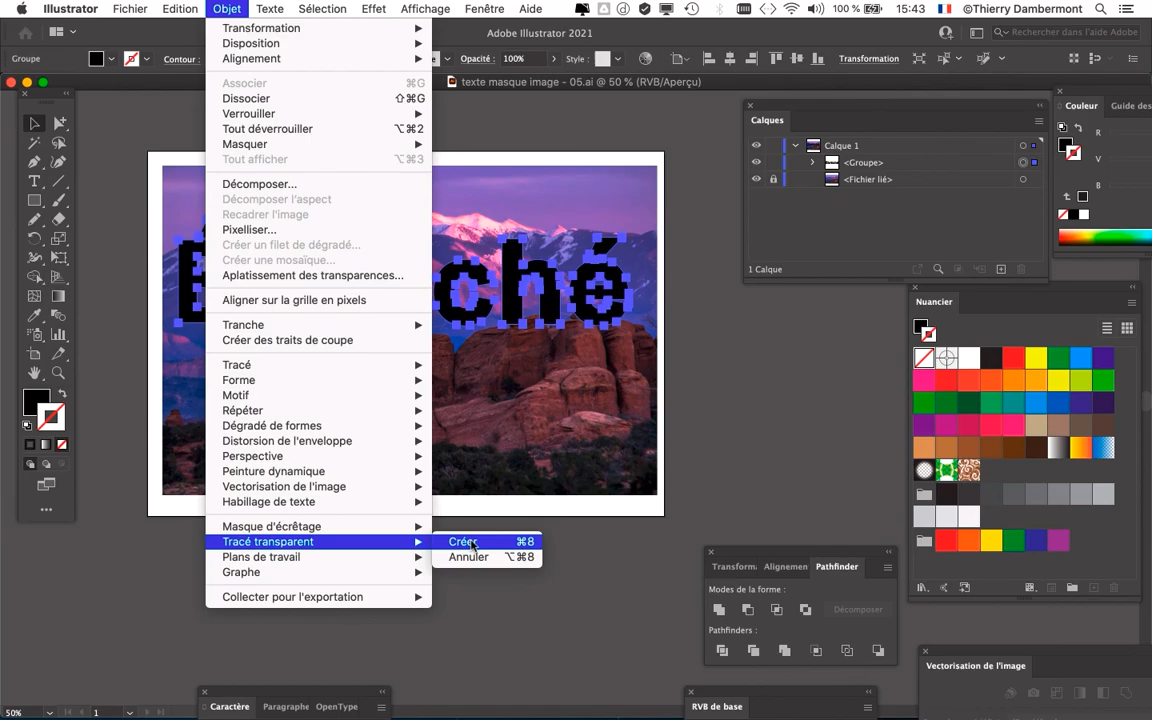 Illustrator Fichier Edition Objet Texte Sélection Effet Affichage Fenêtre Aide 100 % 15:43 ©Thierry Dambermont
Adobe Illustrator 2021
Rechercher dans l'aide Adobe
Groupe Contour : Opacité : 100% Style : Transformation
texte masque image - 05.ai @ 50 % (RVB/Aperçu)
Transformation
Disposition
Alignement
Associer ⌘G
Dissocier ⇧⌘G
Verrouiller
Tout déverrouiller ⌥⌘2
Masquer
Tout afficher ⌥⌘3
Décomposer...
Décomposer l'aspect
Recadrer l'image
Pixelliser...
Créer un filet de dégradé...
Créer une mosaïque...
Aplatissement des transparences...
Aligner sur la grille en pixels
Tranche
Créer des traits de coupe
Tracé
Forme
Motif
Répéter
Dégradé de formes
Distorsion de l'enveloppe
Perspective
Peinture dynamique
Vectorisation de l'image
Habillage de texte
Masque d'écrêtage
Tracé transparent
Plans de travail
Graphe
Collecter pour l'exportation
Créer ⌘8
Annuler ⌥⌘8
ché
Calques
Calque 1
<Groupe>
<Fichier lié>
1 Calque
Couleur Guide des
R
V
B
Nuancier
Transforma Alignemen Pathfinder
Modes de la forme :
Décomposer
Pathfinders :
Vectorisation de l'image
50% 1
Caractère Paragraphe OpenType
RVB de base